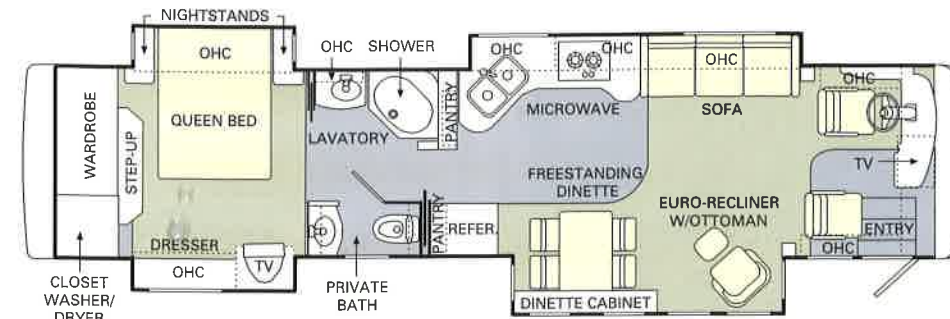 NIGHTSTANDS
OHC
OHC
SHOWER
OHC
OHC
OHC
OHC
WARDROBE
STEP-UP
QUEEN BED
LAVATORY
PANTRY
MICROWAVE
SOFA
TV
FREESTANDING
DINETTE
EURO-RECLINER
W/OTTOMAN
PANTRY
REFER.
ENTRY
OHC
DRESSER
OHC
TV
CLOSET
WASHER/
DRYER
PRIVATE
BATH
DINETTE CABINET